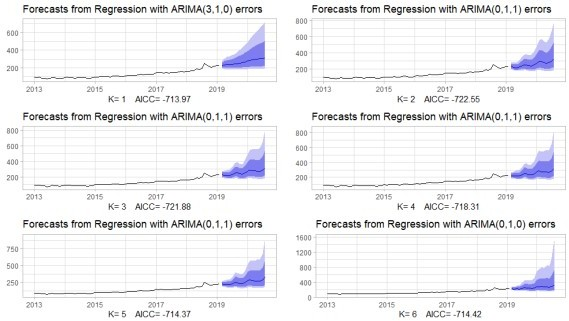 Forecasts from Regression with ARIMA(3,1,0) errors
600
400
200
2013 2015 2017 2019
K= 1 AICC= -713.97
Forecasts from Regression with ARIMA(0,1,1) errors
800
600
400
200
2013 2015 2017 2019
K= 2 AICC= -722.55
Forecasts from Regression with ARIMA(0,1,1) errors
800
600
400
200
2013 2015 2017 2019
K= 3 AICC= -721.88
Forecasts from Regression with ARIMA(0,1,1) errors
800
600
400
200
2013 2015 2017 2019
K= 4 AICC= -718.31
Forecasts from Regression with ARIMA(0,1,1) errors
750
500
250
2013 2015 2017 2019
K= 5 AICC= -714.37
Forecasts from Regression with ARIMA(0,1,0) errors
1600
1200
800
400
0
2013 2015 2017 2019
K= 6 AICC= -714.42